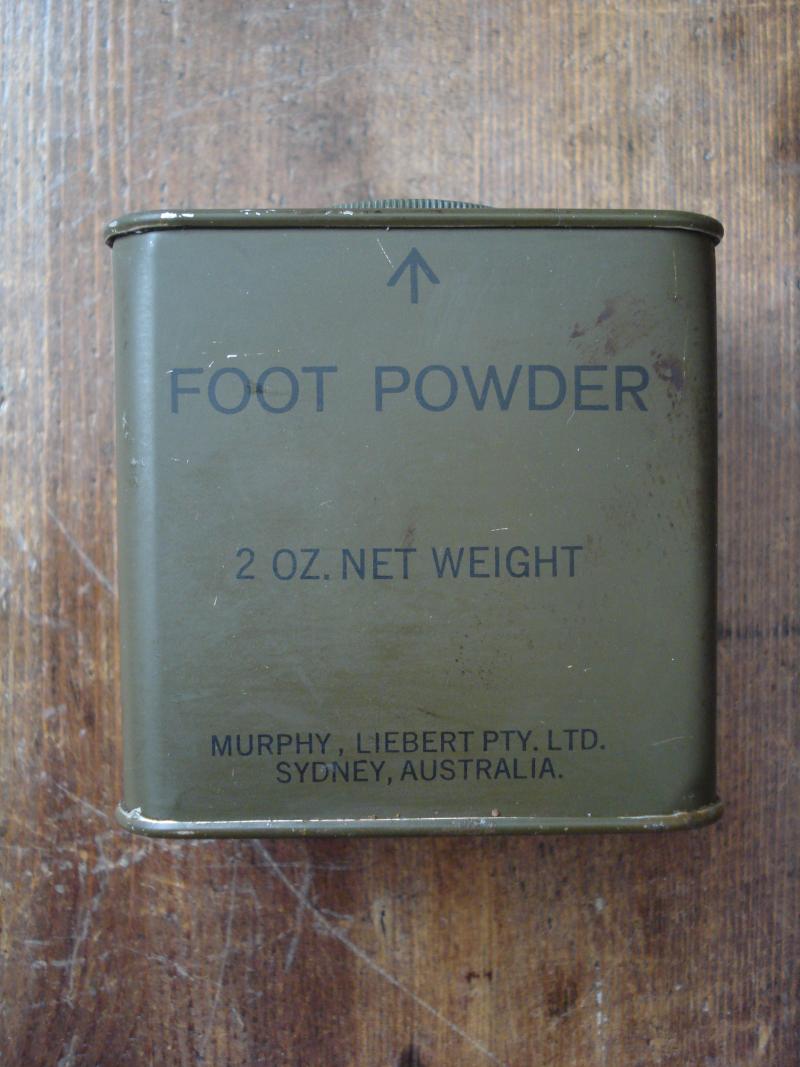 FOOT POWDER
2 OZ. NET WEIGHT
MURPHY, LIEBERT PTY. LTD.
SYDNEY, AUSTRALIA.